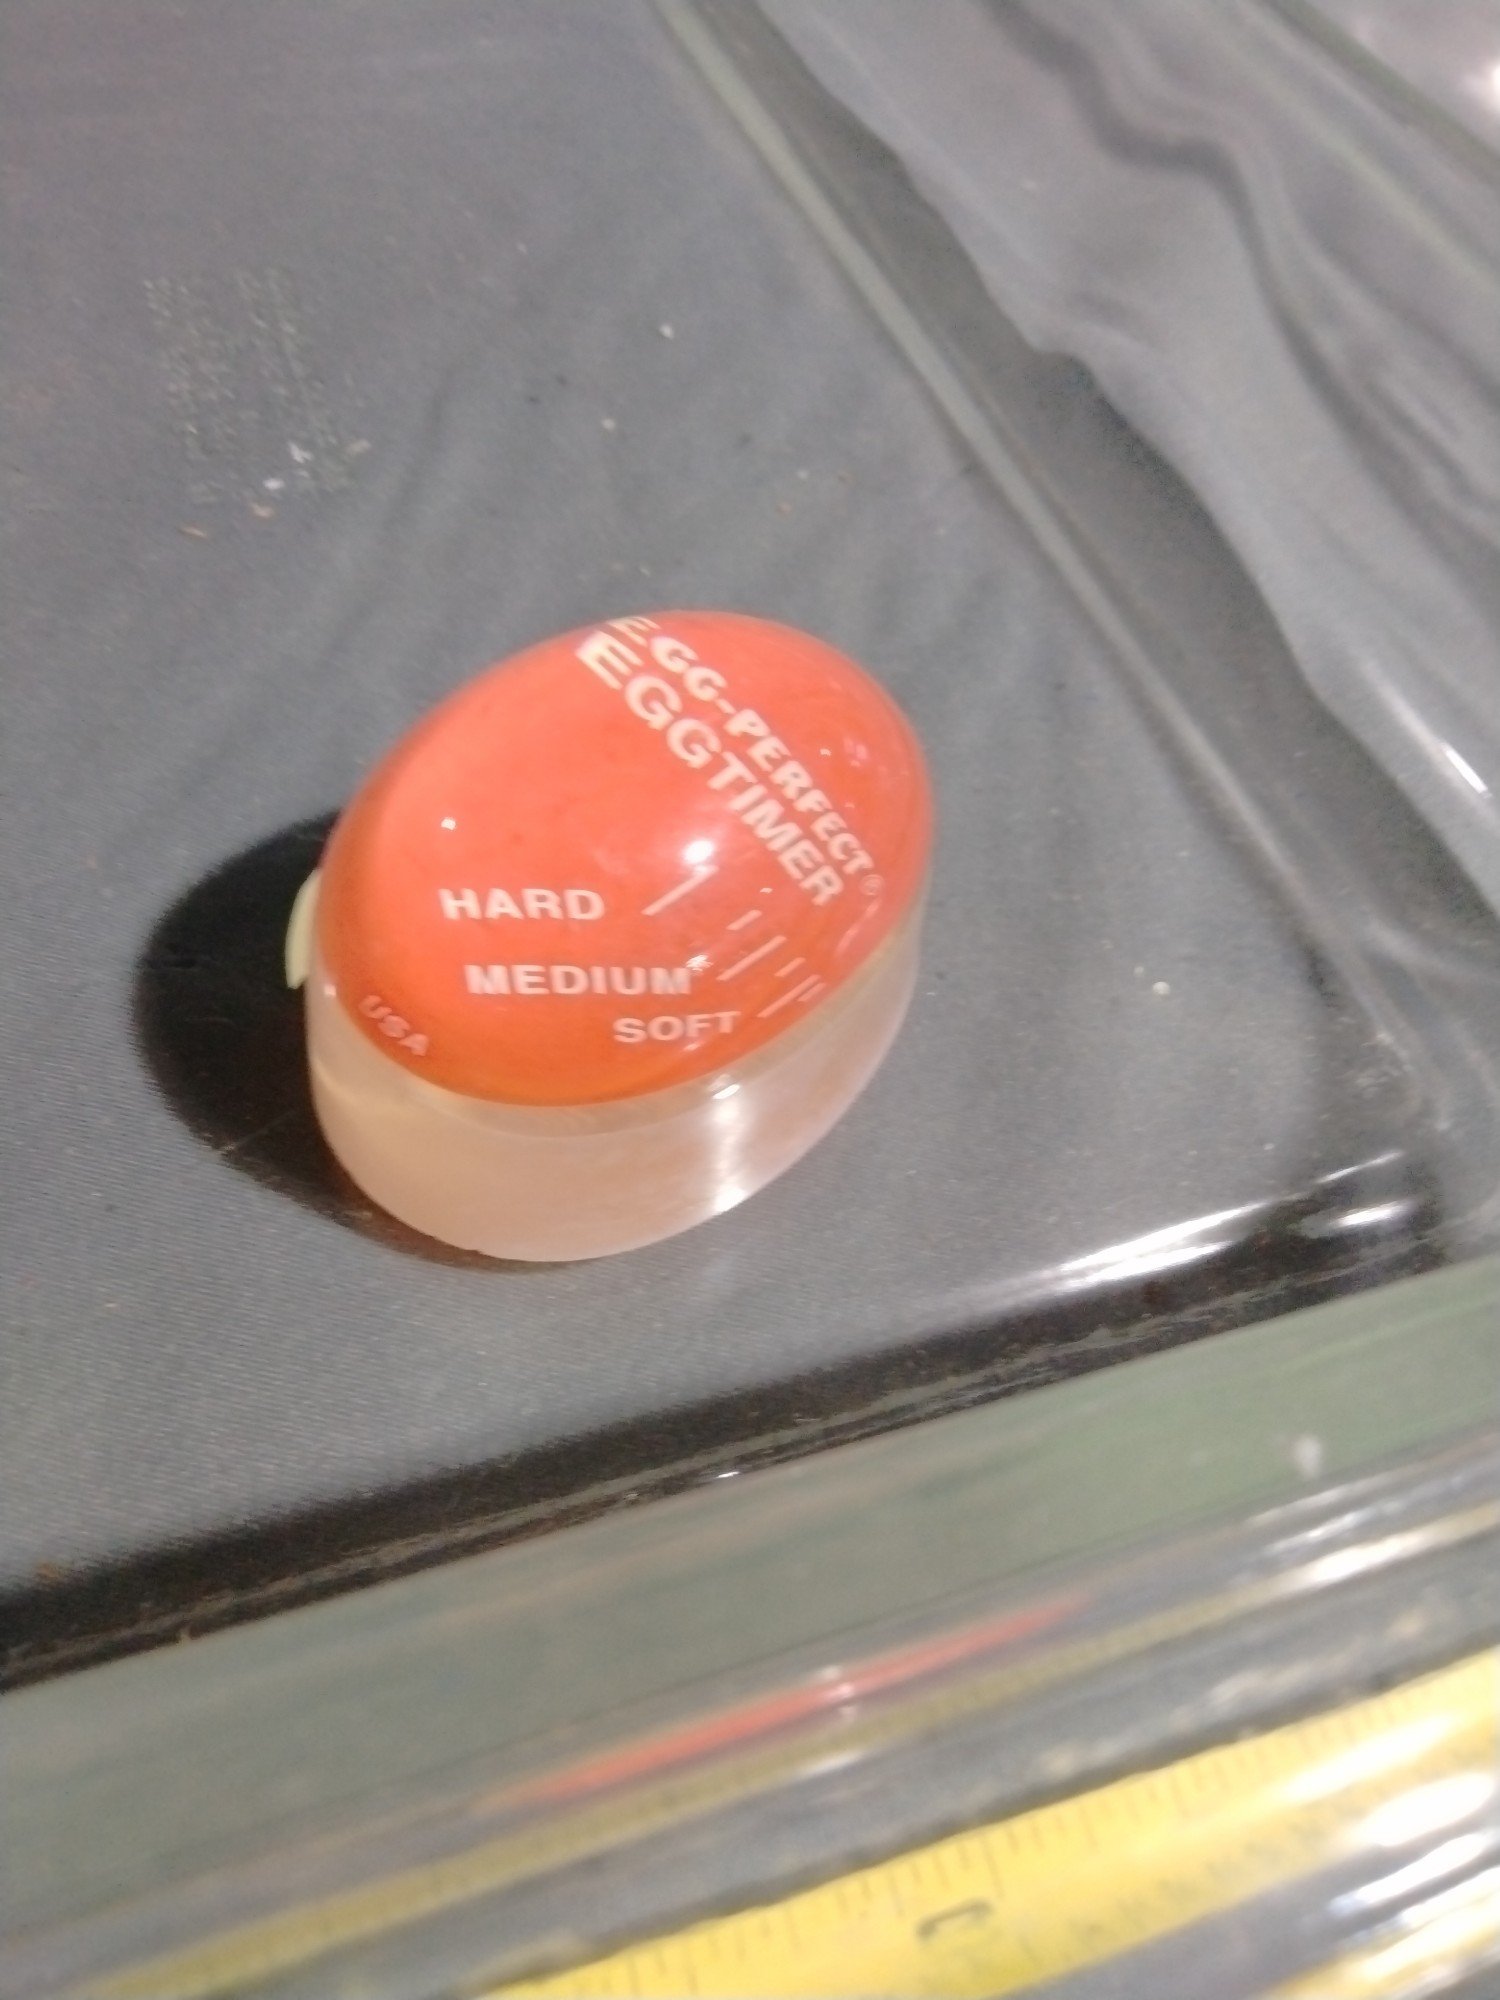 EGG-PERFECT®
EGGTIMER
HARD
MEDIUM
SOFT
USA